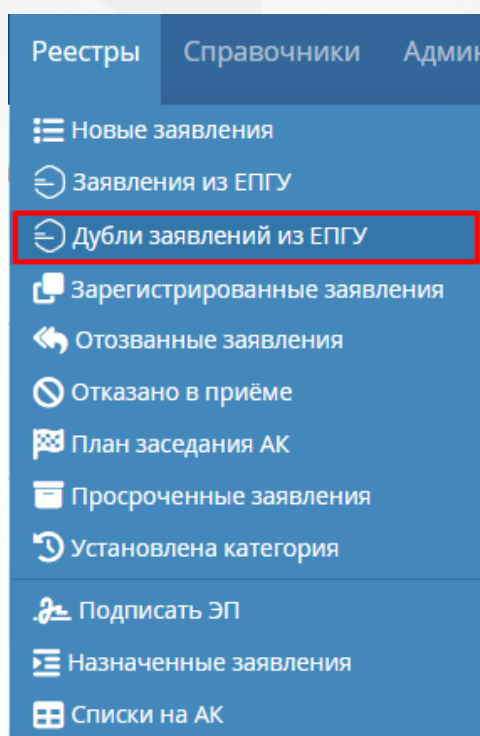 Реестры Справочники Админ
Новые заявления
Заявления из ЕПГУ
Дубли заявлений из ЕПГУ
Зарегистрированные заявления
Отозванные заявления
Отказано в приёме
План заседания АК
Просроченные заявления
Установлена категория
Подписать ЭП
Назначенные заявления
Списки на АК